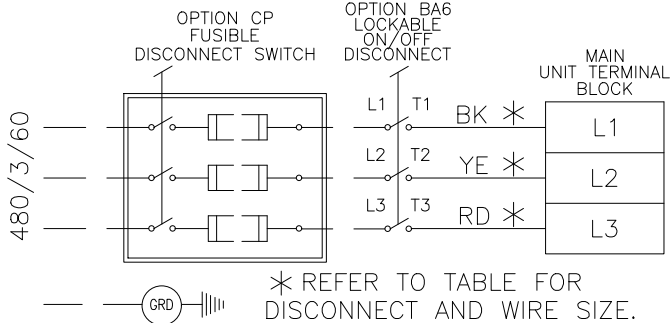 OPTION CP
FUSIBLE
DISCONNECT SWITCH
OPTION BA6
LOCKABLE
ON/OFF
DISCONNECT
MAIN
UNIT TERMINAL
BLOCK
480/3/60
L1 T1 BK * L1
L2 T2 YE * L2
L3 T3 RD * L3
GRD
* REFER TO TABLE FOR
DISCONNECT AND WIRE SIZE.